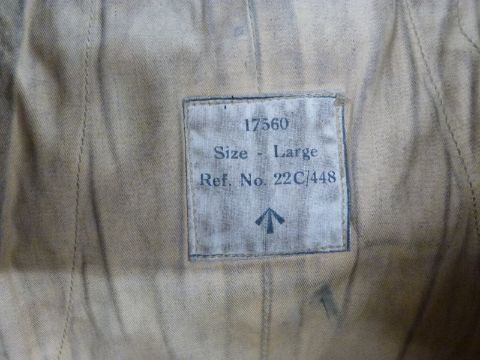 17560
Size - Large
Ref. No. 22C/448